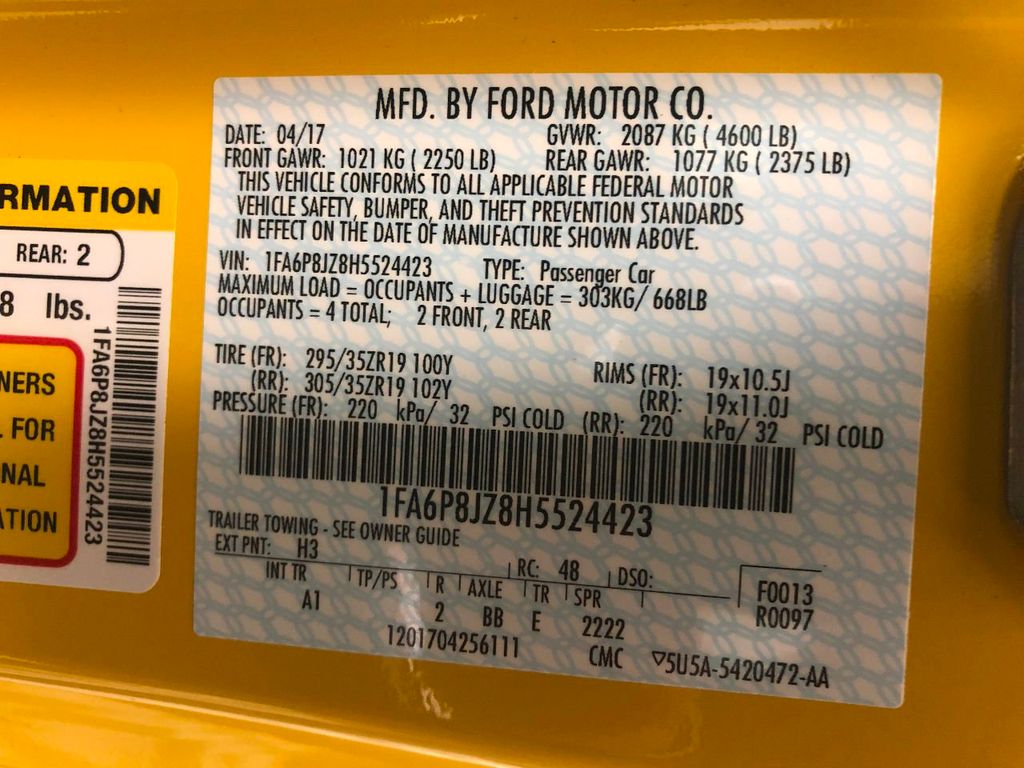 RMATION
REAR: 2
8 lbs.
NERS
FOR
NAL
ATION
1FA6P8JZ8H5524423
MFD. BY FORD MOTOR CO.
DATE: 04/17 GVWR: 2087 KG ( 4600 LB)
FRONT GAWR: 1021 KG ( 2250 LB) REAR GAWR: 1077 KG ( 2375 LB)
THIS VEHICLE CONFORMS TO ALL APPLICABLE FEDERAL MOTOR
VEHICLE SAFETY, BUMPER, AND THEFT PREVENTION STANDARDS
IN EFFECT ON THE DATE OF MANUFACTURE SHOWN ABOVE.
VIN: 1FA6P8JZ8H5524423 TYPE: Passenger Car
MAXIMUM LOAD = OCCUPANTS + LUGGAGE = 303KG/ 668LB
OCCUPANTS = 4 TOTAL; 2 FRONT, 2 REAR
TIRE (FR): 295/35ZR19 100Y RIMS (FR): 19x10.5J
(RR): 305/35ZR19 102Y (RR): 19x11.0J
PRESSURE (FR): 220 kPa/ 32 PSI COLD (RR): 220 kPa/ 32 PSI COLD
1FA6P8JZ8H5524423
TRAILER TOWING - SEE OWNER GUIDE
EXT PNT: H3 RC: 48 DSO:
INT TR TP/PS R AXLE TR SPR F0013
A1 2 BB E 2222 R0097
1201704256111 CMC ▽5U5A-5420472-AA